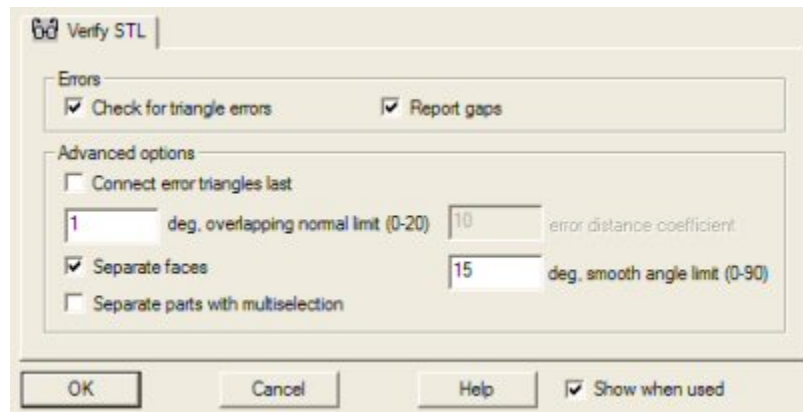 Verify STL
Errors
Check for triangle errors Report gaps
Advanced options
Connect error triangles last
1 deg, overlapping normal limit (0-20) 10 error distance coefficient
Separate faces 15 deg, smooth angle limit (0-90)
Separate parts with multiselection
OK Cancel Help Show when used